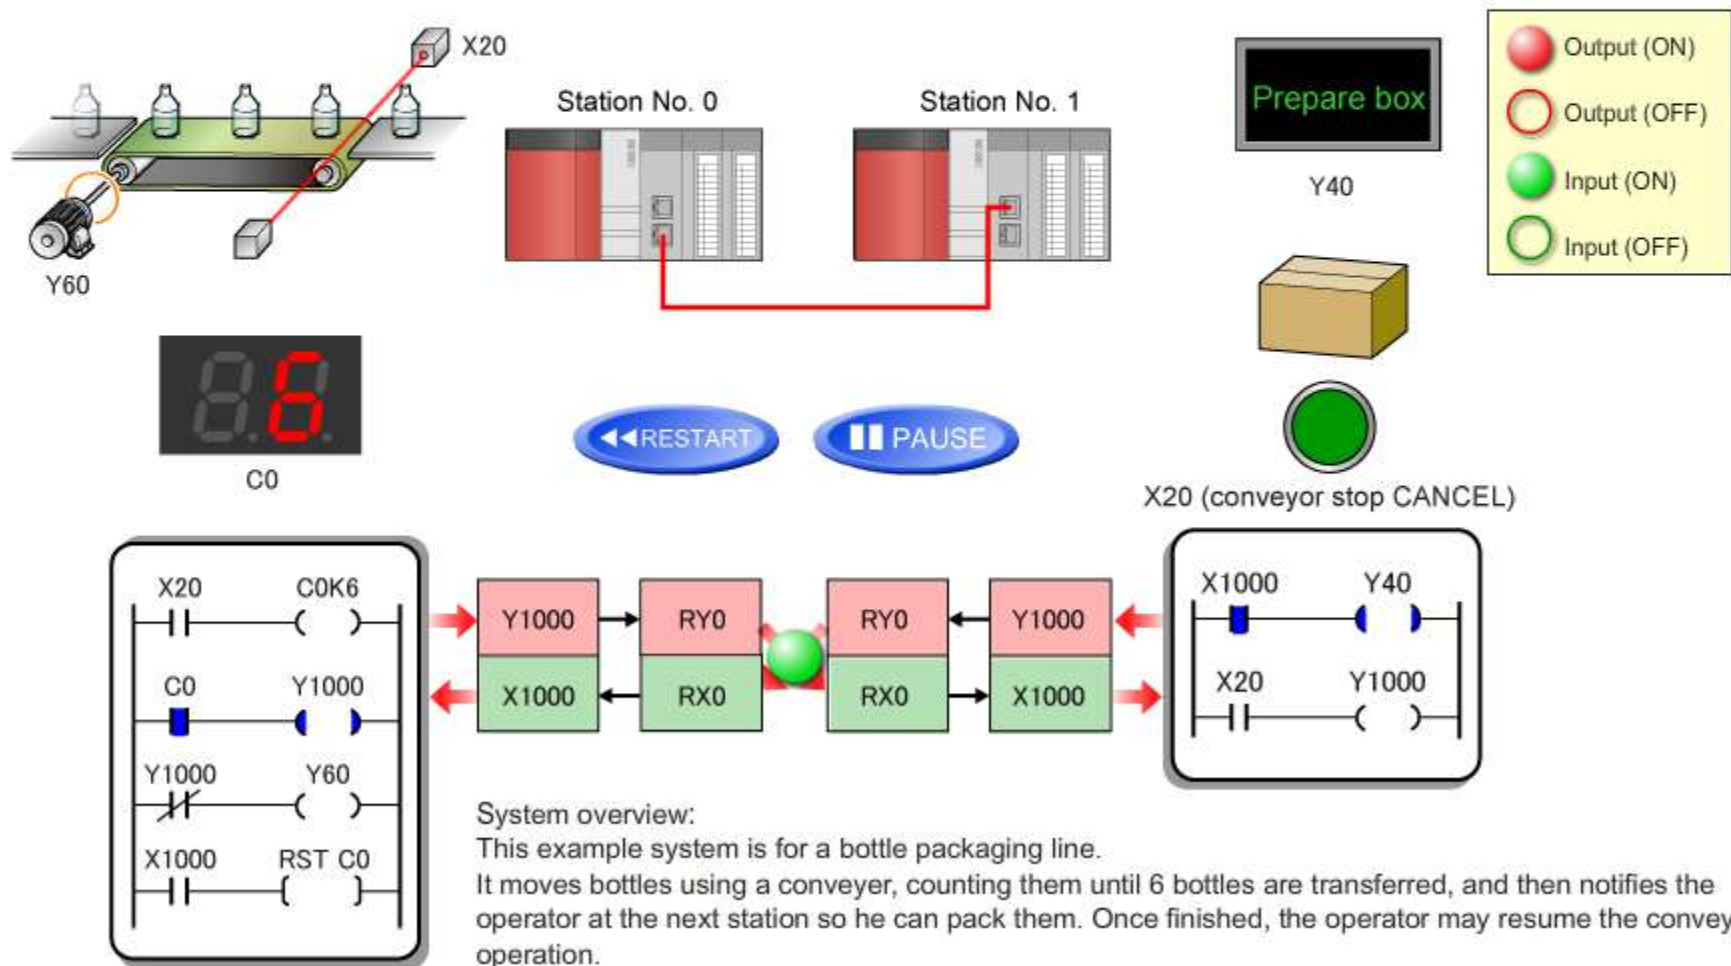 X20
Y60
Station No. 0
Station No. 1
Prepare box
Y40
Output (ON)
Output (OFF)
Input (ON)
Input (OFF)
6
C0
RESTART
PAUSE
X20 (conveyor stop CANCEL)
X20 C0K6
C0 Y1000
Y1000 Y60
X1000 RST C0
Y1000 RY0 RY0 Y1000
X1000 RX0 RX0 X1000
X1000 Y40
X20 Y1000
System overview:
This example system is for a bottle packaging line.
It moves bottles using a conveyer, counting them until 6 bottles are transferred, and then notifies the
operator at the next station so he can pack them. Once finished, the operator may resume the convey
operation.